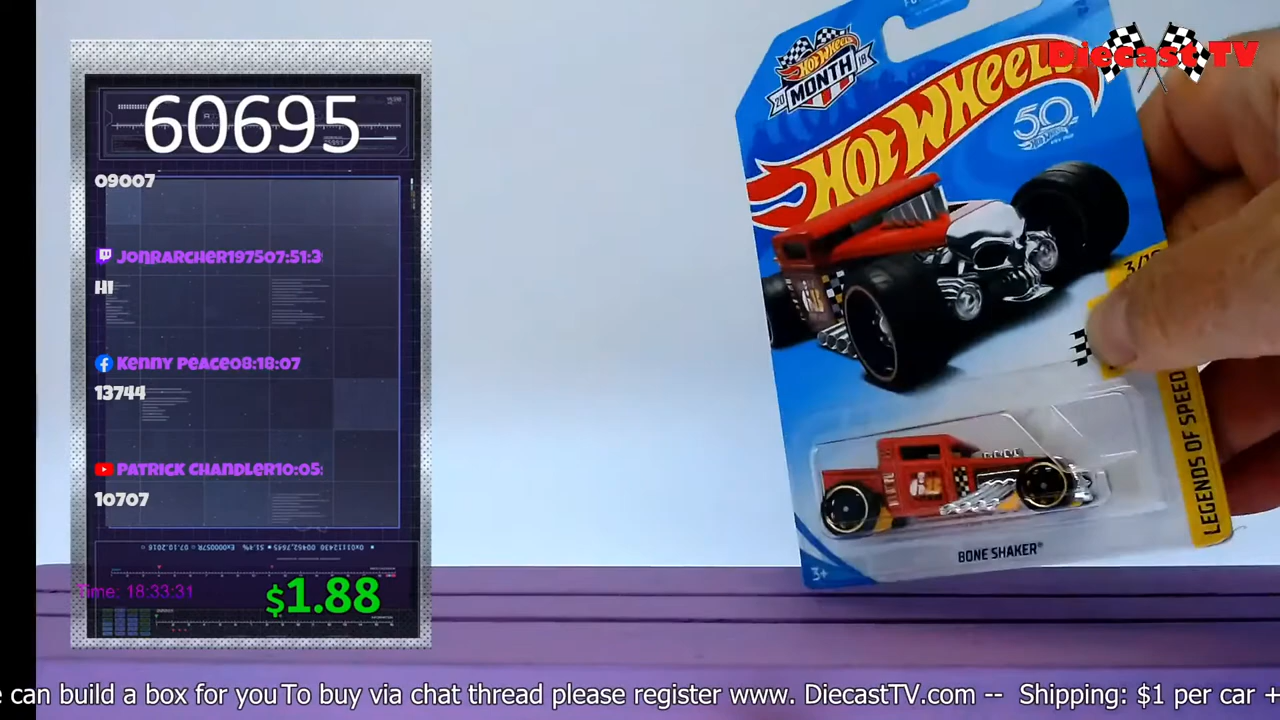 60695
09007
JONRARCHER197507:51:3
HI
Kenny Peace08:18:07
13744
PATRICK CHANDLER10:05:
10707
Time: 18:33:31
$1.88
HOT WHEELS
20 MONTH 18
HOT WHEELS
50
LEGENDS OF SPEED
BONE SHAKER®
3+
Diecast TV
can build a box for you To buy via chat thread please register www. DiecastTV.com -- Shipping: $1 per car +